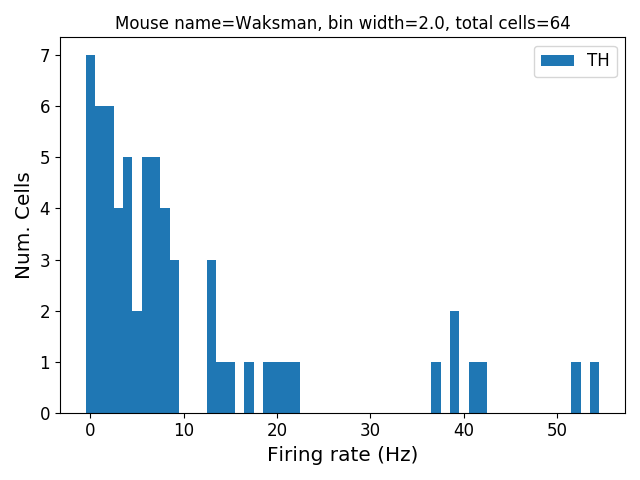 Mouse name=Waksman, bin width=2.0, total cells=64
TH
Num. Cells
7
6
5
4
3
2
1
0
0 10 20 30 40 50
Firing rate (Hz)